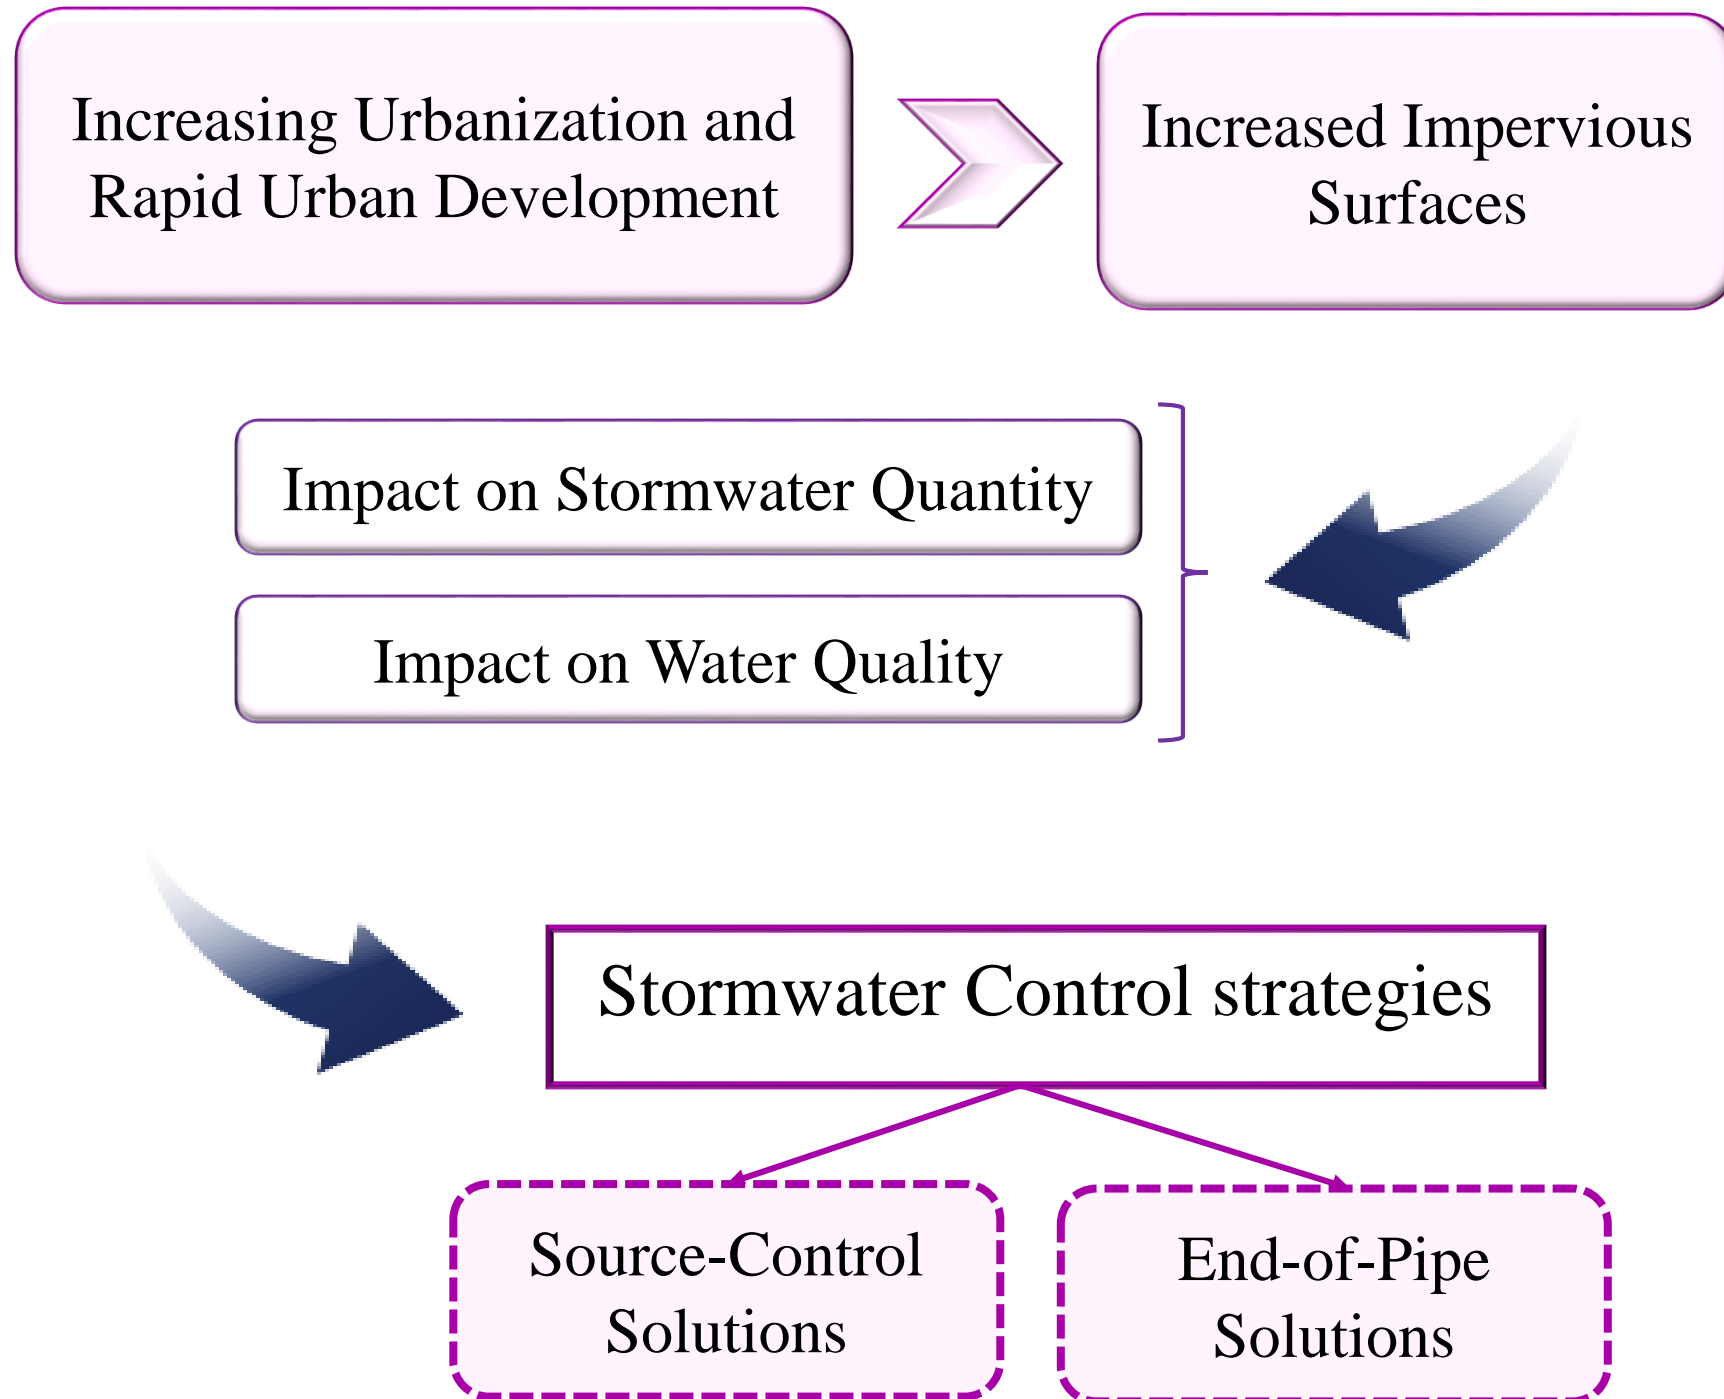 Increasing Urbanization and
Rapid Urban Development
Increased Impervious
Surfaces
Impact on Stormwater Quantity
Impact on Water Quality
Stormwater Control strategies
Source-Control
Solutions
End-of-Pipe
Solutions